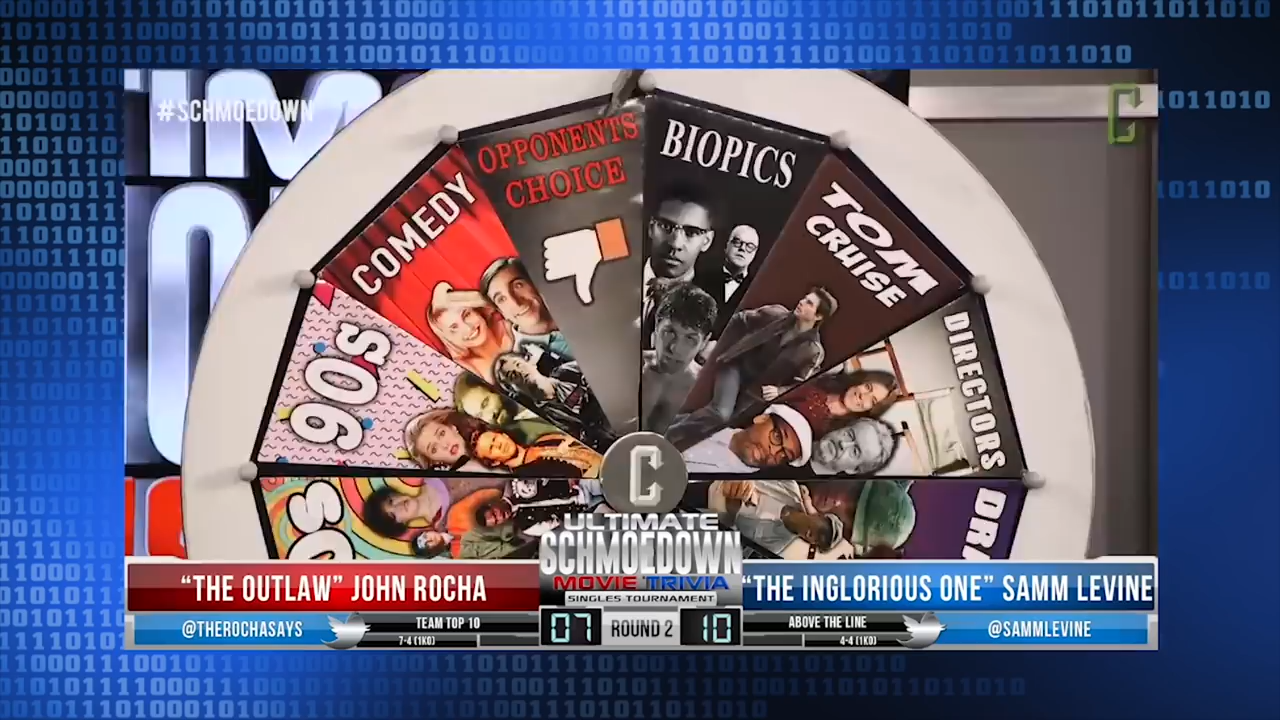 #SCHMOEDOWN
OPPONENTS
CHOICE
BIOPICS
COMEDY
TOM
CRUISE
90s
DIRECTORS
ULTIMATE
SCHMOEDOWN
MOVIE TRIVIA
SINGLES TOURNAMENT
"THE OUTLAW" JOHN ROCHA
"THE INGLORIOUS ONE" SAMM LEVINE
@THEROCHASAYS
TEAM TOP 10
7-4 (1KO)
07 ROUND 2 10
ABOVE THE LINE
4-4 (1KO)
@SAMMLEVINE